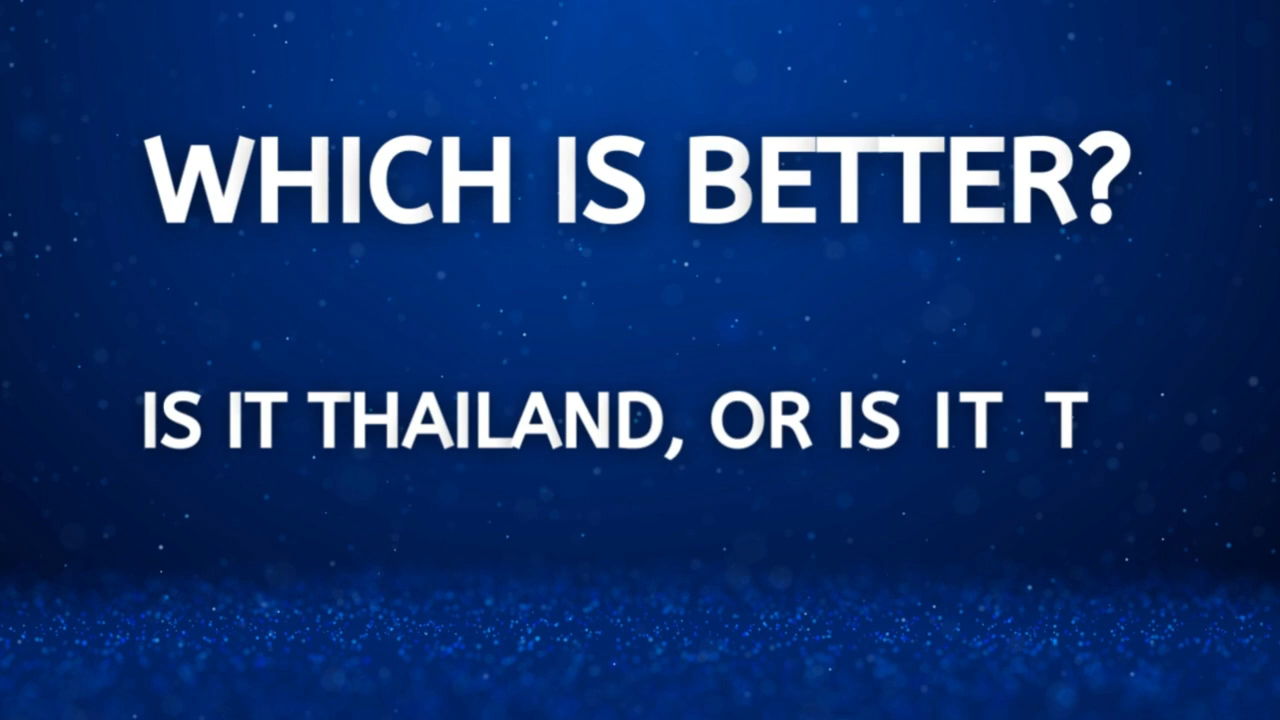 WHICH IS BETTER?
IS IT THAILAND, OR IS IT T